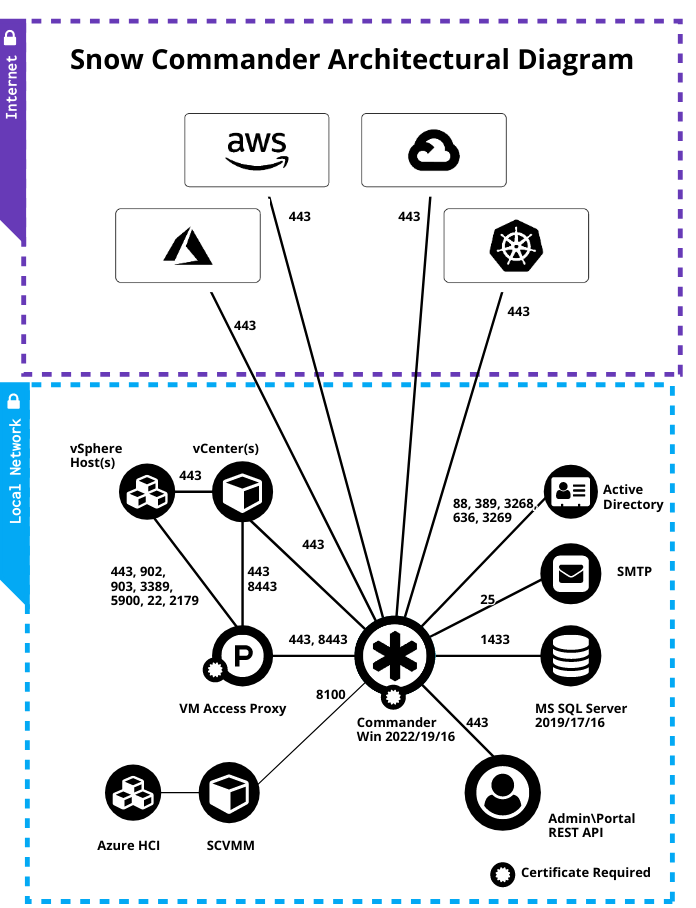 Internet
Snow Commander Architectural Diagram
aws
443
443
443
443
Local Network
vSphere
Host(s)
vCenter(s)
443
88, 389, 3268,
636, 3269
Active
Directory
443
443, 902,
903, 3389,
5900, 22, 2179
443
8443
25
SMTP
P
443, 8443
1433
VM Access Proxy
8100
Commander
Win 2022/19/16
443
MS SQL Server
2019/17/16
Azure HCI
SCVMM
Admin\Portal
REST API
Certificate Required